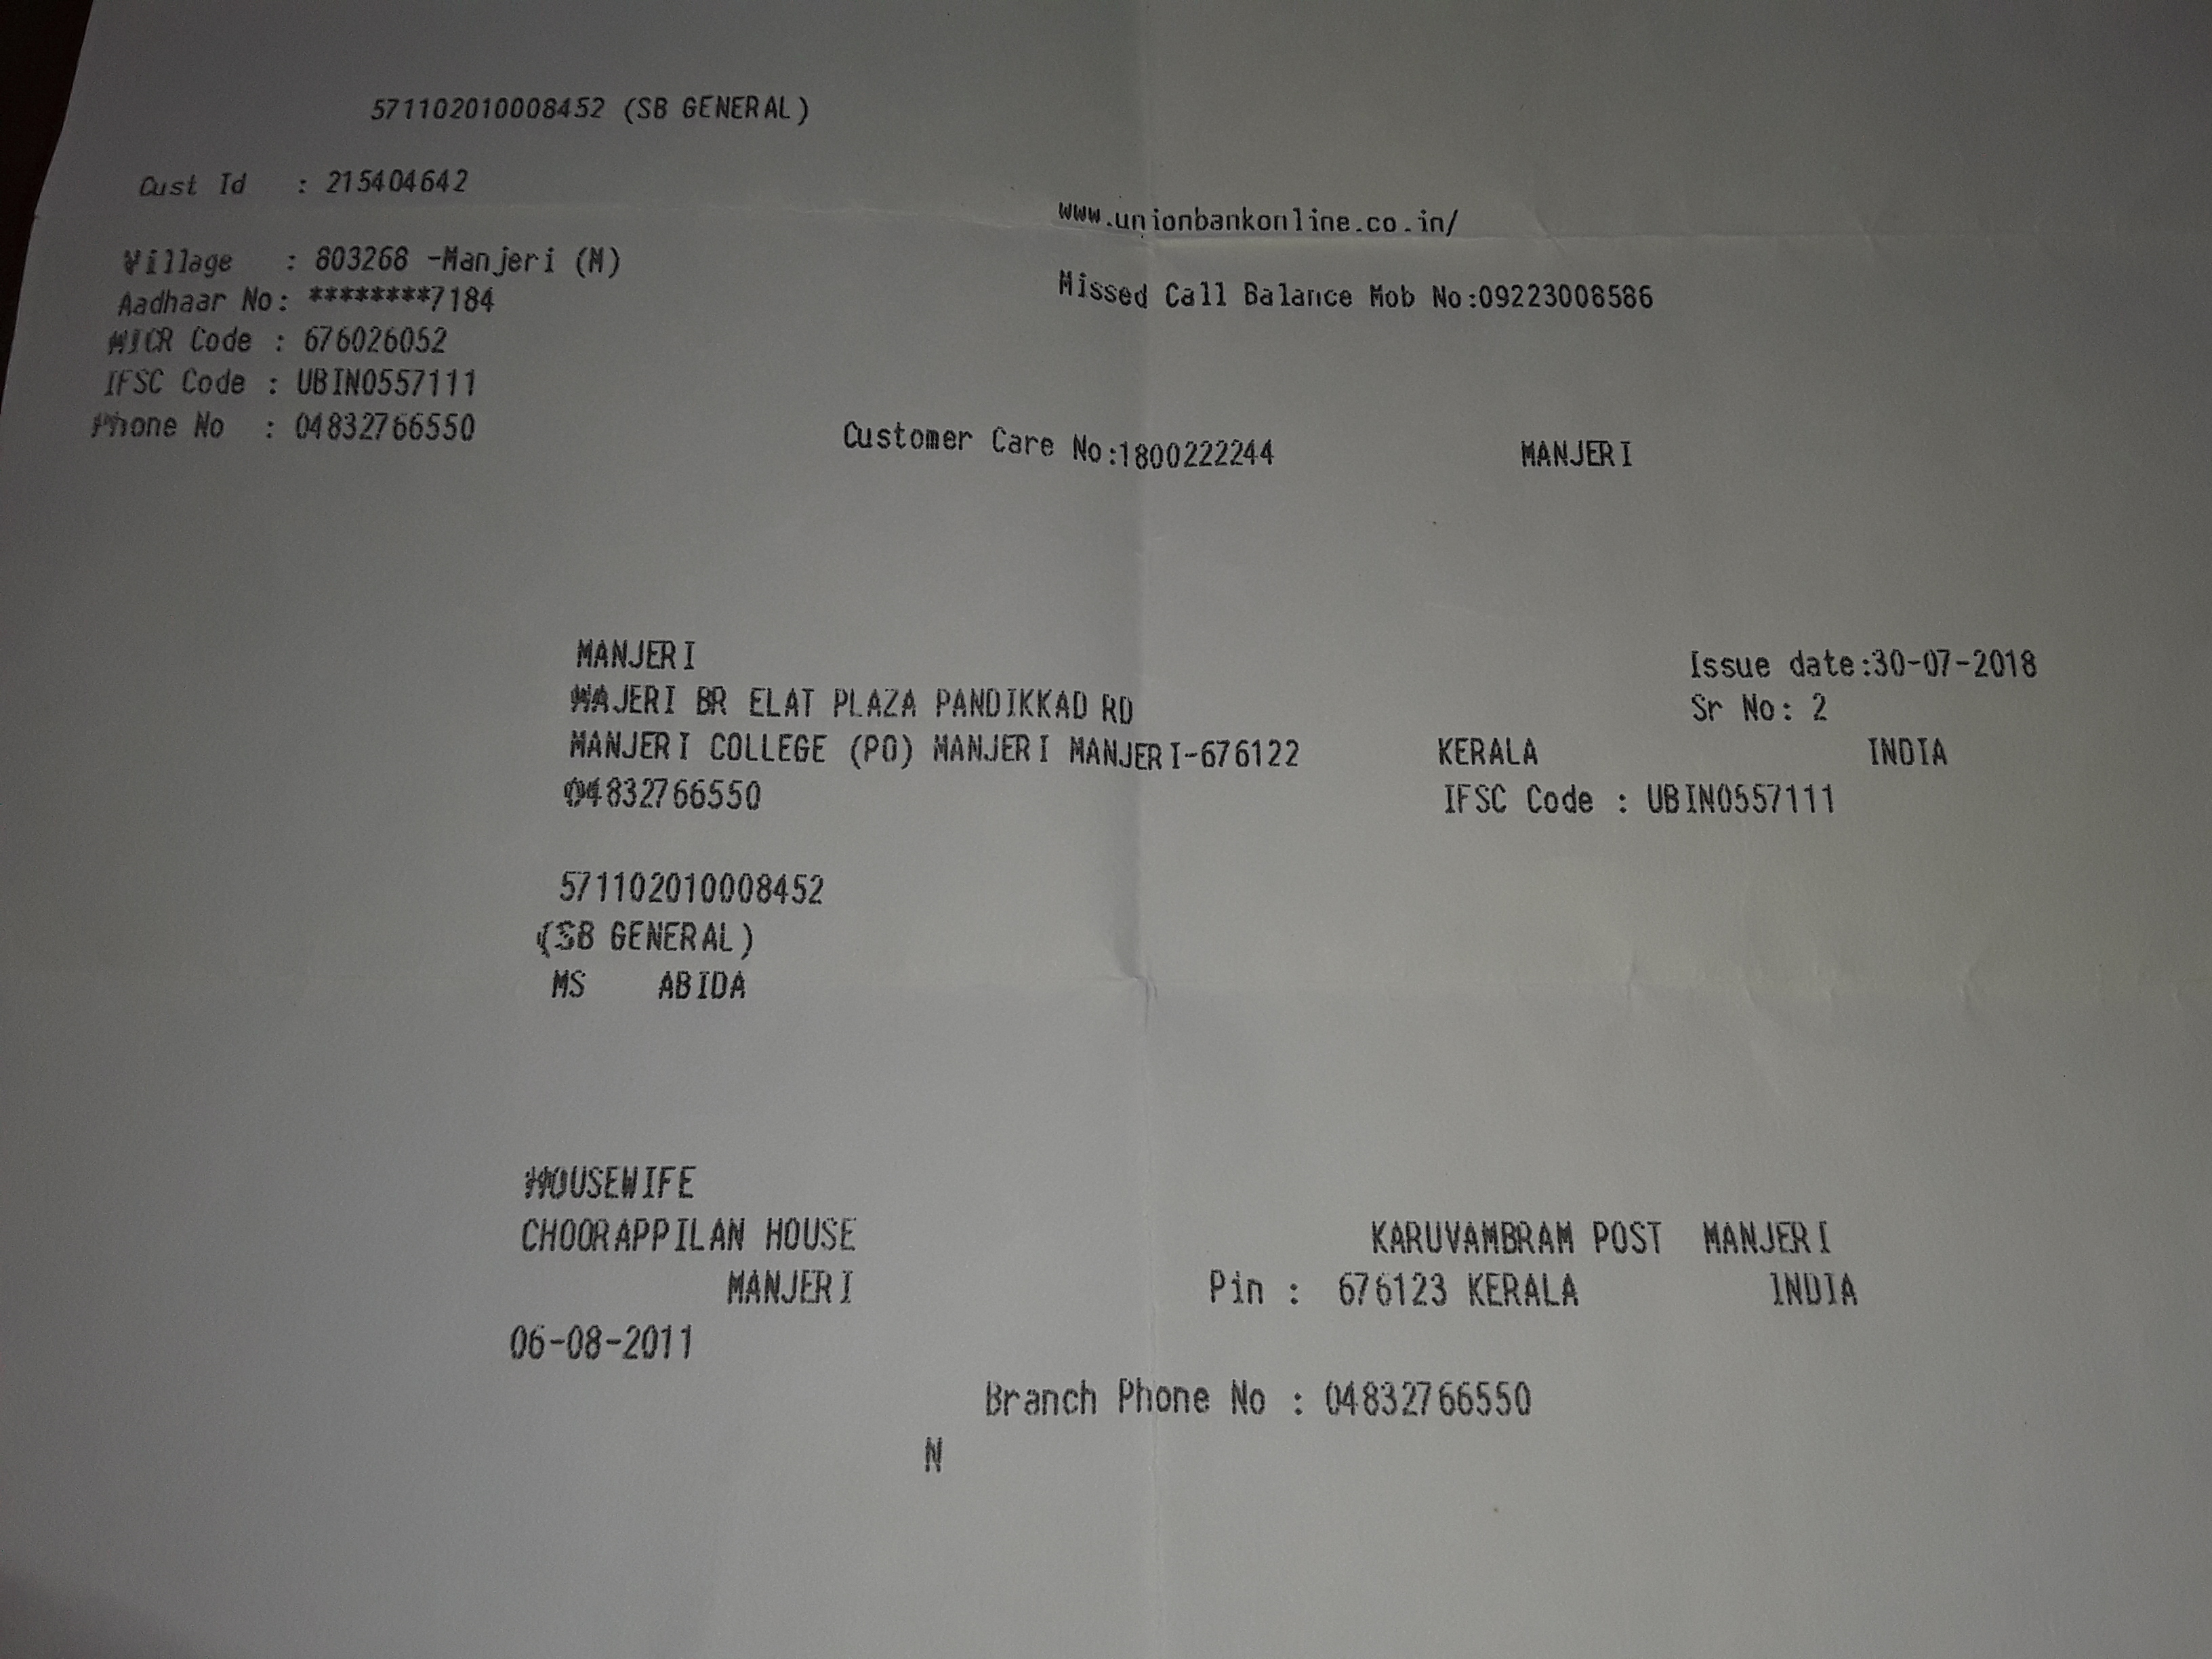 571102010008452 (SB GENERAL)
Cust Id : 215404642
www.unionbankonline.co.in/
Village : 803268 -Manjeri (M)
Aadhaar No: ********7184
Missed Call Balance Mob No:09223008586
MICR Code : 676026052
IFSC Code : UBIN0557111
Phone No : 04832766550
Customer Care No:1800222244 MANJERI
MANJERI Issue date:30-07-2018
MAJERI BR ELAT PLAZA PANDIKKAD RD Sr No: 2
MANJERI COLLEGE (PO) MANJERI MANJERI-676122 KERALA INDIA
04832766550 IFSC Code : UBIN0557111
571102010008452
(SB GENERAL)
MS ABIDA
HOUSEWIFE
CHOORAPPILAN HOUSE KARUVAMBRAM POST MANJERI
MANJERI Pin : 676123 KERALA INDIA
06-08-2011
Branch Phone No : 04832766550
N